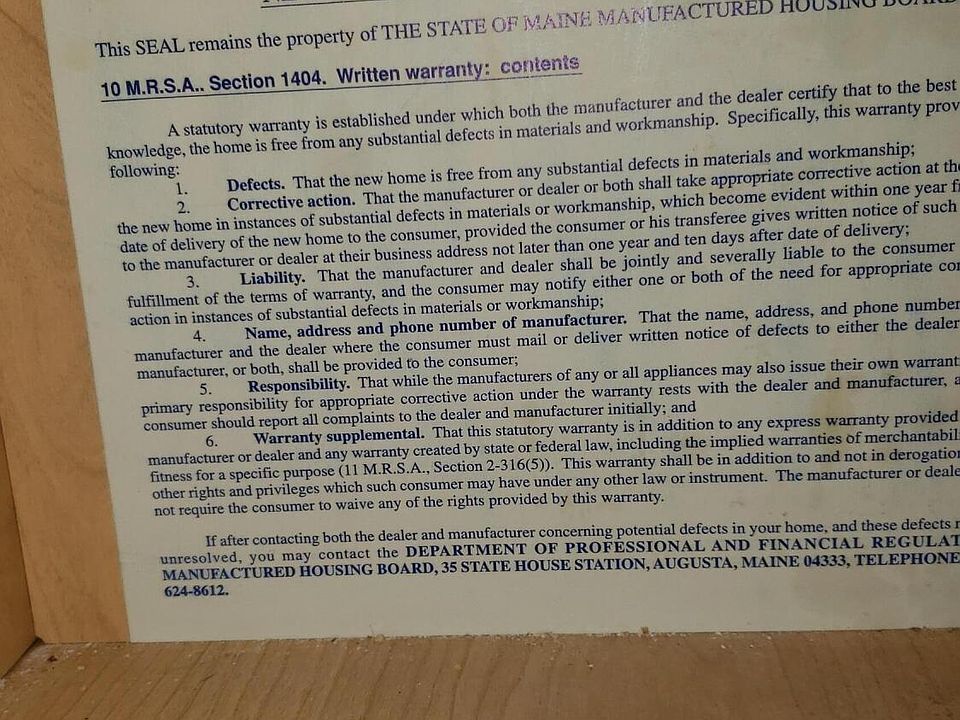 This SEAL remains the property of THE STATE OF MAINE MANUFACTURED HOUSING BOARD
10 M.R.S.A.. Section 1404. Written warranty: contents
A statutory warranty is established under which both the manufacturer and the dealer certify that to the best
knowledge, the home is free from any substantial defects in materials and workmanship. Specifically, this warranty prov
following:
1. Defects. That the new home is free from any substantial defects in materials and workmanship;
2. Corrective action. That the manufacturer or dealer or both shall take appropriate corrective action at the
the new home in instances of substantial defects in materials or workmanship, which become evident within one year f
date of delivery of the new home to the consumer, provided the consumer or his transferee gives written notice of such
to the manufacturer or dealer at their business address not later than one year and ten days after date of delivery;
3. Liability. That the manufacturer and dealer shall be jointly and severally liable to the consumer
fulfillment of the terms of warranty, and the consumer may notify either one or both of the need for appropriate cor
action in instances of substantial defects in materials or workmanship;
4. Name, address and phone number of manufacturer. That the name, address, and phone number
manufacturer and the dealer where the consumer must mail or deliver written notice of defects to either the dealer
manufacturer, or both, shall be provided to the consumer;
5. Responsibility. That while the manufacturers of any or all appliances may also issue their own warrant
primary responsibility for appropriate corrective action under the warranty rests with the dealer and manufacturer, a
consumer should report all complaints to the dealer and manufacturer initially; and
6. Warranty supplemental. That this statutory warranty is in addition to any express warranty provided
manufacturer or dealer and any warranty created by state or federal law, including the implied warranties of merchantabil
fitness for a specific purpose (11 M.R.S.A., Section 2-316(5)). This warranty shall be in addition to and not in derogation
other rights and privileges which such consumer may have under any other law or instrument. The manufacturer or deale
not require the consumer to waive any of the rights provided by this warranty.
If after contacting both the dealer and manufacturer concerning potential defects in your home, and these defects r
unresolved, you may contact the DEPARTMENT OF PROFESSIONAL AND FINANCIAL REGULAT
MANUFACTURED HOUSING BOARD, 35 STATE HOUSE STATION, AUGUSTA, MAINE 04333, TELEPHONE
624-8612.